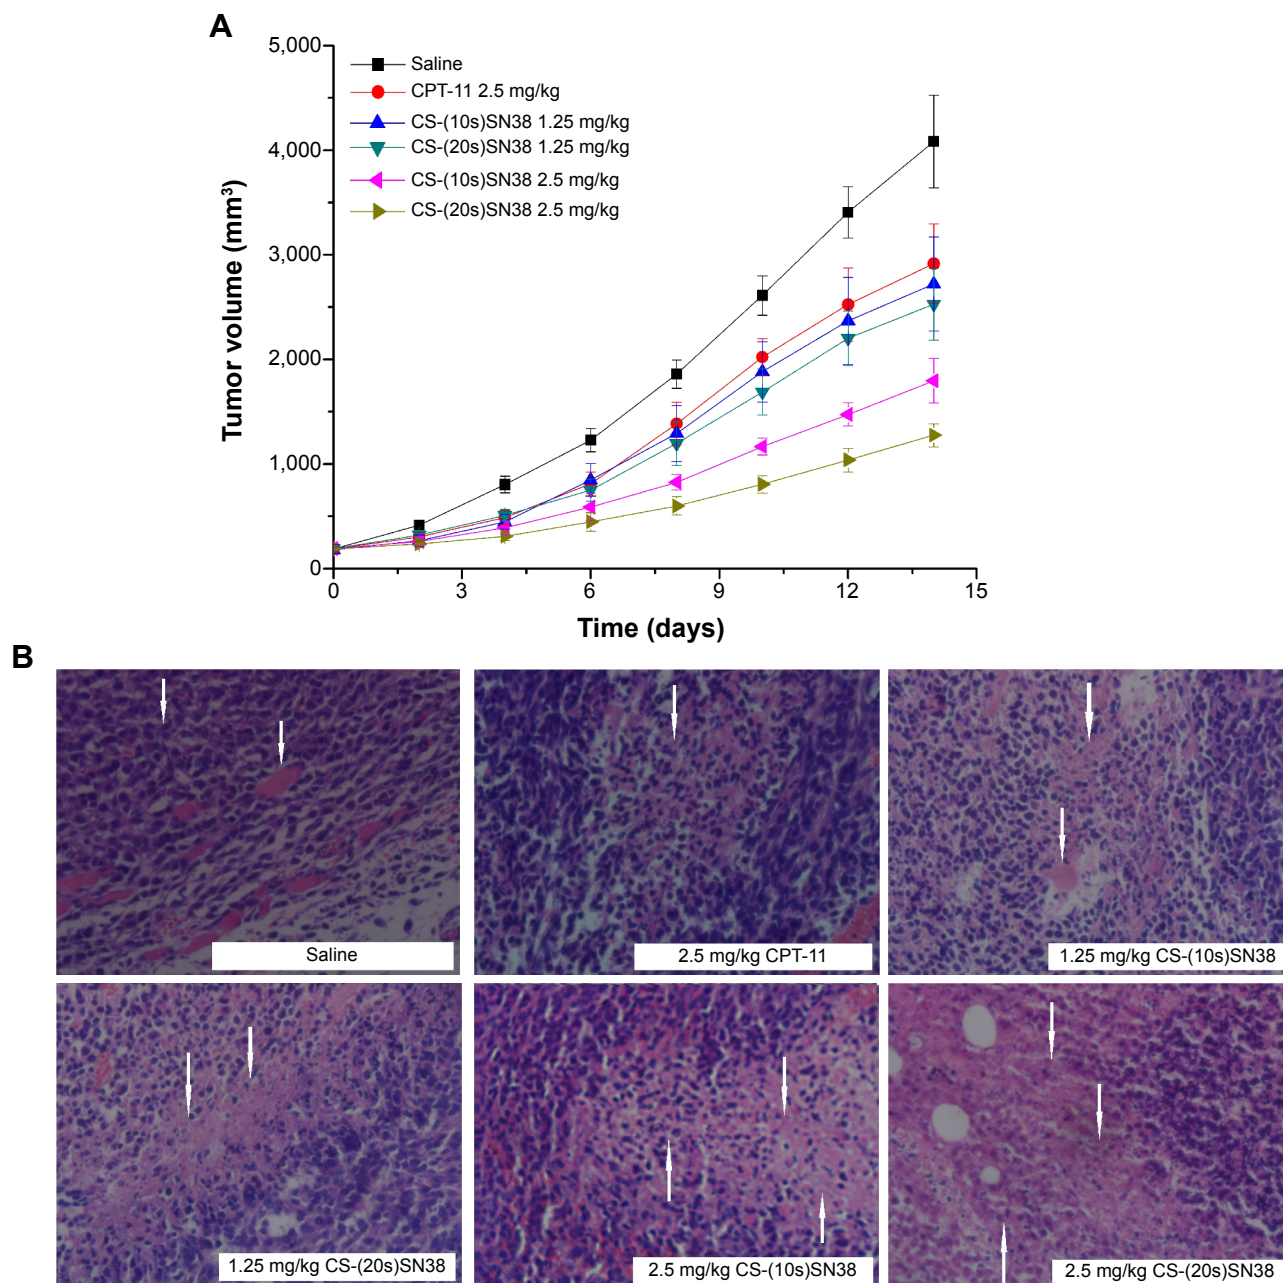 A
5,000
4,000
3,000
2,000
1,000
0
Tumor volume (mm³)
Saline
CPT-11 2.5 mg/kg
CS-(10s)SN38 1.25 mg/kg
CS-(20s)SN38 1.25 mg/kg
CS-(10s)SN38 2.5 mg/kg
CS-(20s)SN38 2.5 mg/kg
0 3 6 9 12 15
Time (days)
B
Saline
2.5 mg/kg CPT-11
1.25 mg/kg CS-(10s)SN38
1.25 mg/kg CS-(20s)SN38
2.5 mg/kg CS-(10s)SN38
2.5 mg/kg CS-(20s)SN38